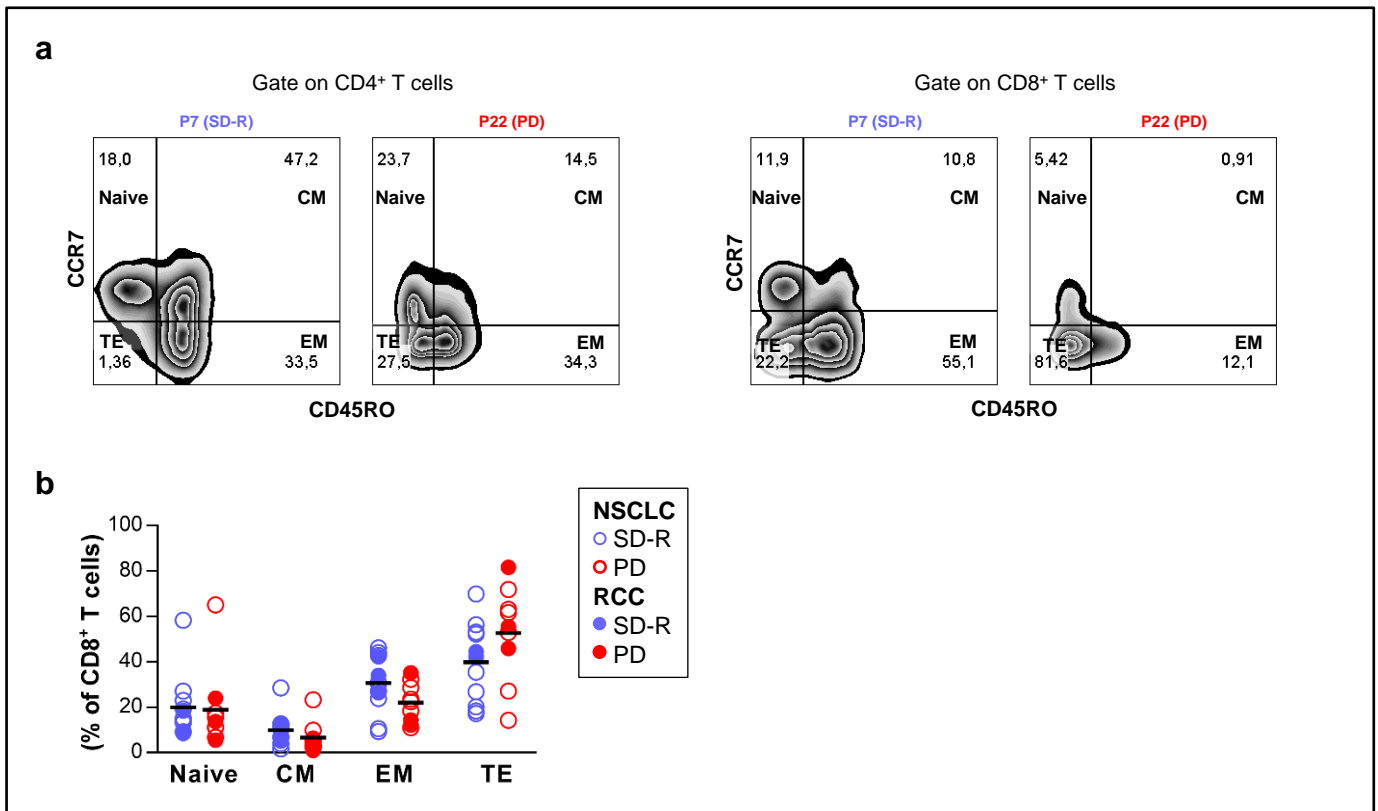 a
Gate on CD4⁺ T cells
Gate on CD8⁺ T cells
P7 (SD-R)
P22 (PD)
P7 (SD-R)
P22 (PD)
18,0
47,2
23,7
14,5
11,9
10,8
5,42
0,91
Naive
CM
Naive
CM
Naive
CM
Naive
CM
CCR7
CCR7
TE
EM
TE
EM
TE
EM
TE
EM
1,36
33,5
27,5
34,3
22,2
55,1
81,6
12,1
CD45RO
CD45RO
b
(% of CD8⁺ T cells)
100
80
60
40
20
0
Naive
CM
EM
TE
NSCLC
SD-R
PD
RCC
SD-R
PD